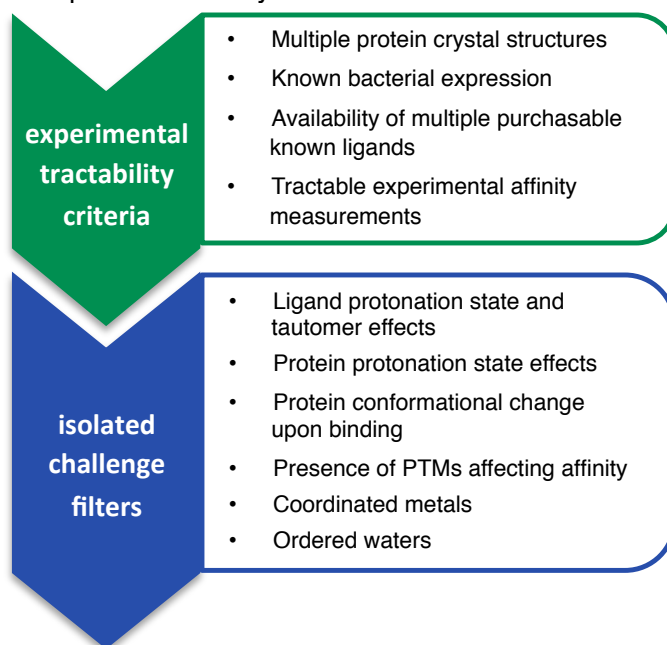 experimental
tractability
criteria
• Multiple protein crystal structures
• Known bacterial expression
• Availability of multiple purchasable
known ligands
• Tractable experimental affinity
measurements
isolated
challenge
filters
• Ligand protonation state and
tautomer effects
• Protein protonation state effects
• Protein conformational change
upon binding
• Presence of PTMs affecting affinity
• Coordinated metals
• Ordered waters